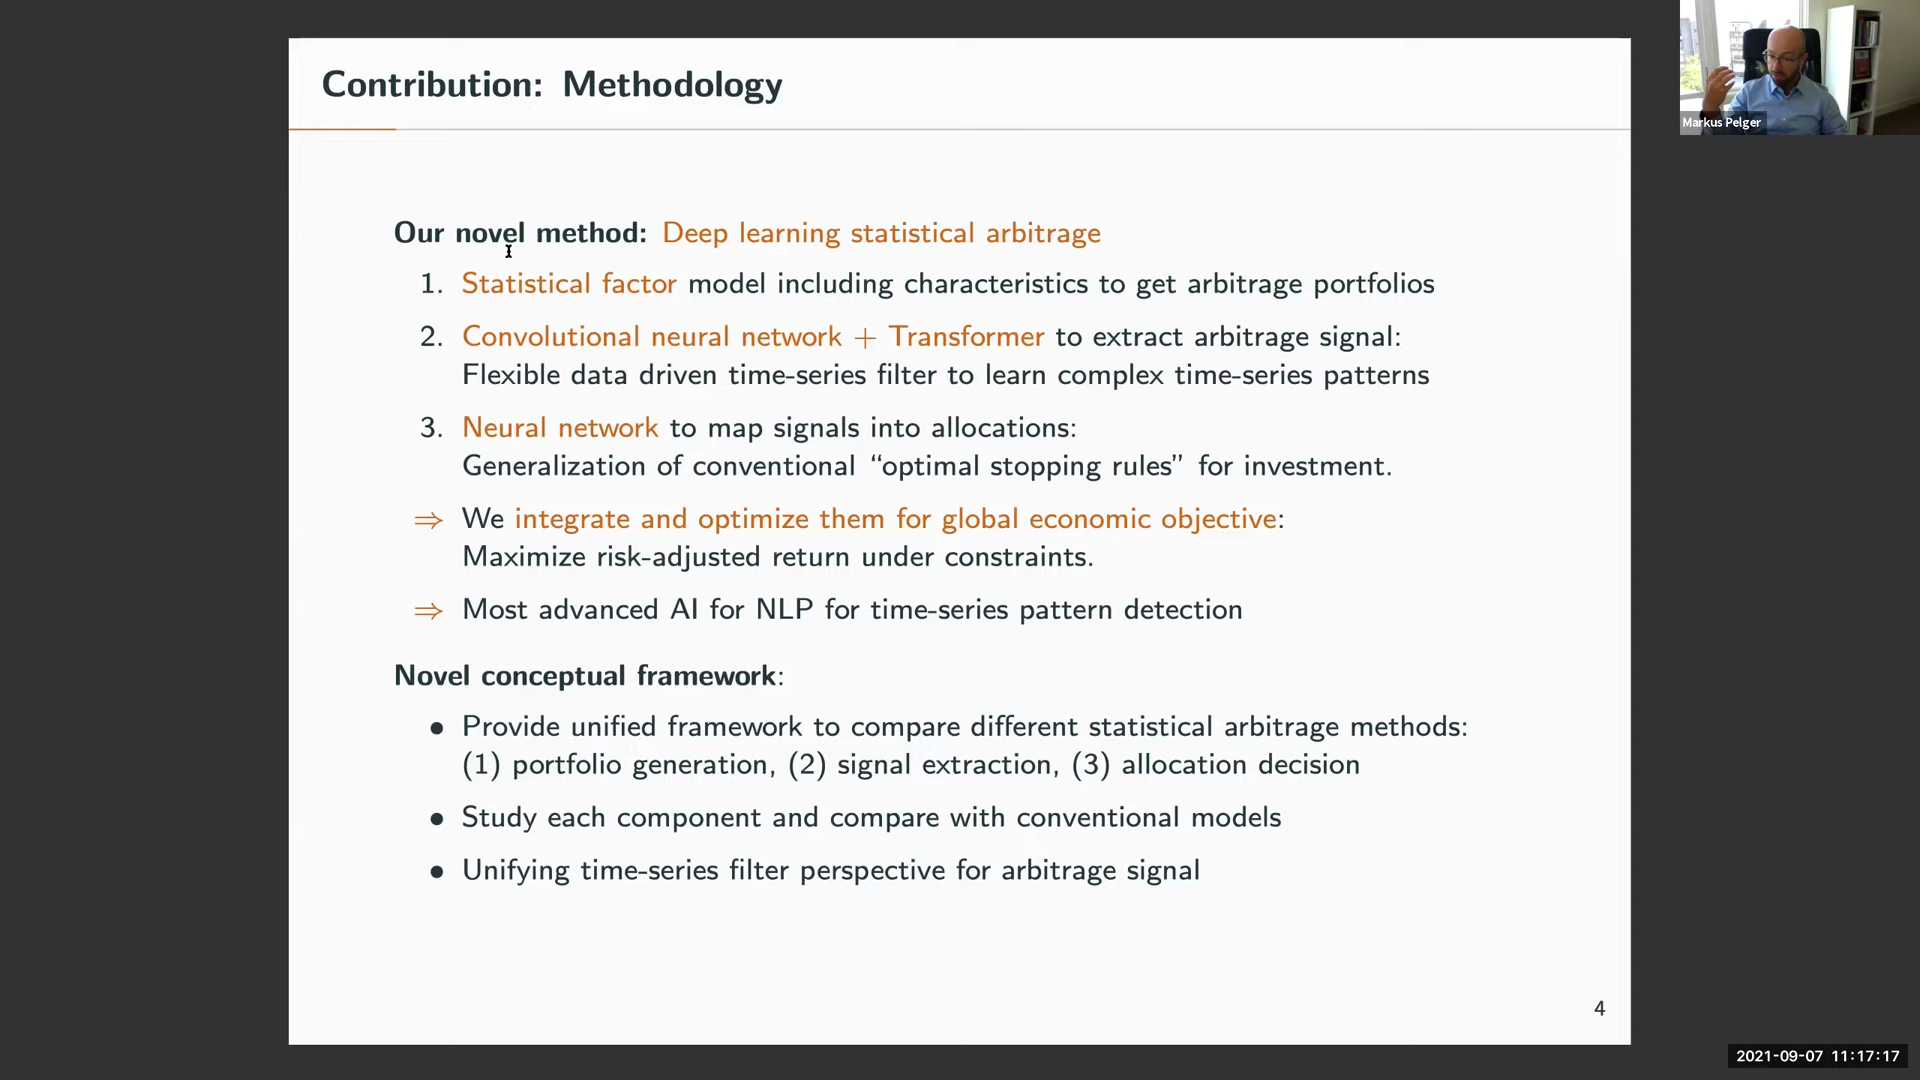 Contribution: Methodology
Markus Pelger
Our novel method: Deep learning statistical arbitrage
1. Statistical factor model including characteristics to get arbitrage portfolios
2. Convolutional neural network + Transformer to extract arbitrage signal:
Flexible data driven time-series filter to learn complex time-series patterns
3. Neural network to map signals into allocations:
Generalization of conventional “optimal stopping rules” for investment.
⇒ We integrate and optimize them for global economic objective:
Maximize risk-adjusted return under constraints.
⇒ Most advanced AI for NLP for time-series pattern detection
Novel conceptual framework:
• Provide unified framework to compare different statistical arbitrage methods:
(1) portfolio generation, (2) signal extraction, (3) allocation decision
• Study each component and compare with conventional models
• Unifying time-series filter perspective for arbitrage signal
4
2021-09-07 11:17:17